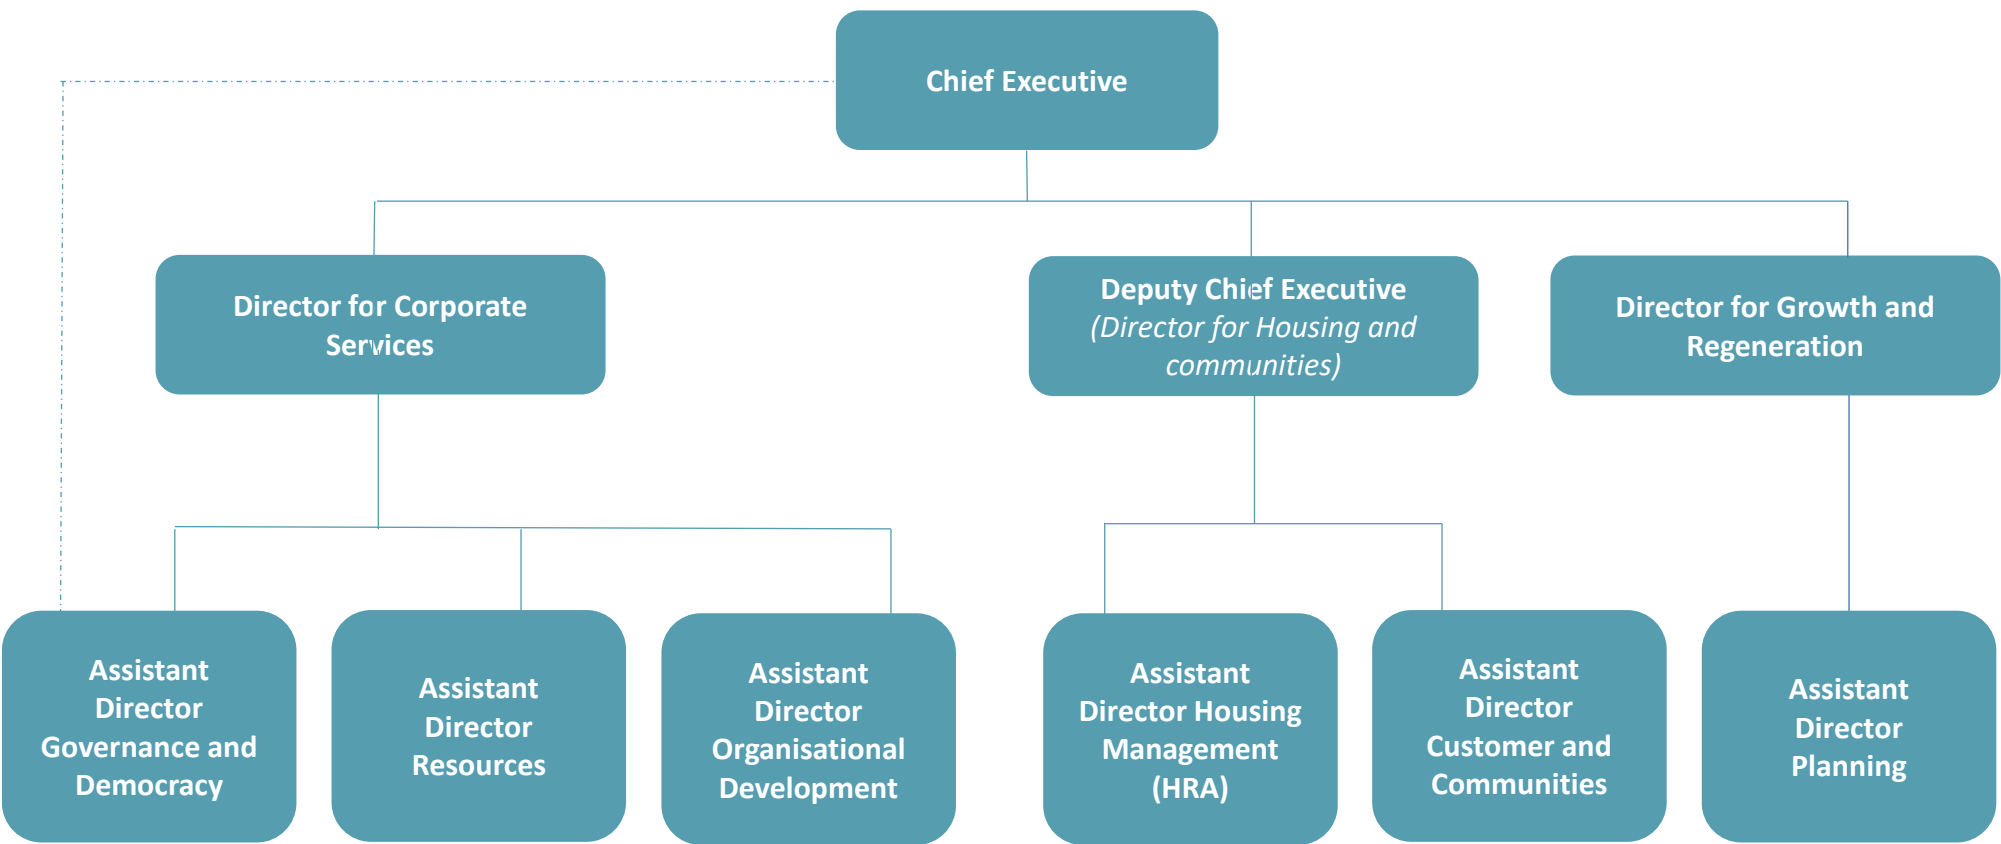 Chief Executive
Director for Corporate
Services
Deputy Chief Executive
(Director for Housing and
communities)
Director for Growth and
Regeneration
Assistant
Director
Governance and
Democracy
Assistant
Director
Resources
Assistant
Director
Organisational
Development
Assistant
Director Housing
Management
(HRA)
Assistant
Director
Customer and
Communities
Assistant
Director
Planning